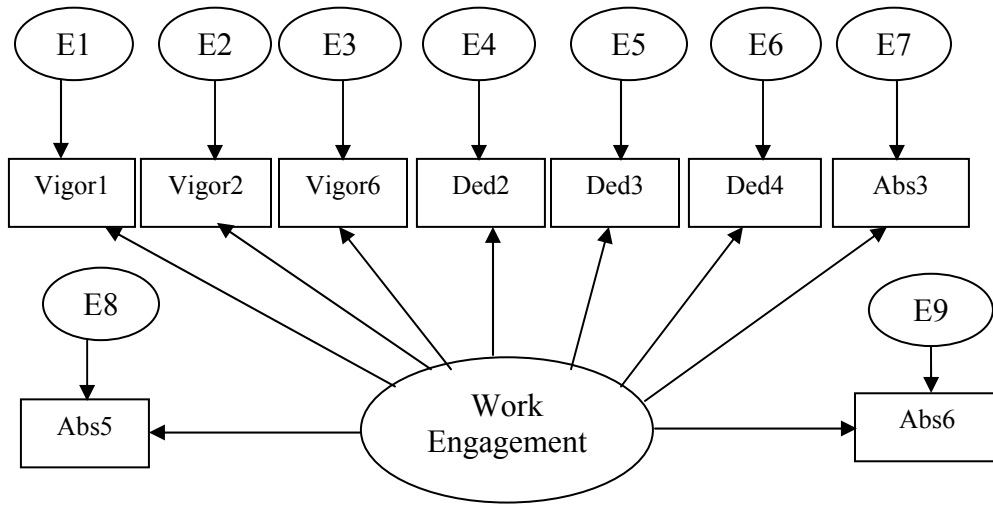 E1 E2 E3 E4 E5 E6 E7
Vigor1 Vigor2 Vigor6 Ded2 Ded3 Ded4 Abs3
E8 E9
Abs5 Abs6
Work
Engagement